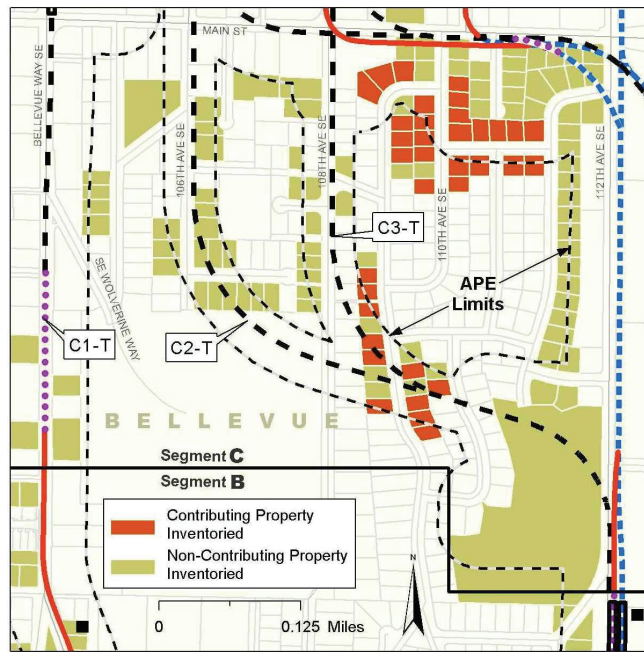 MAIN ST
BELLEVUE WAY SE
106TH AVE SE
108TH AVE SE
112TH AVE SE
110TH AVE SE
C3-T
APE
Limits
SE WOLVERINE WAY
C1-T
C2-T
BELLEVUE
Segment C
Segment B
Contributing Property
Inventoried
Non-Contributing Property
Inventoried
N
0 0.125 Miles